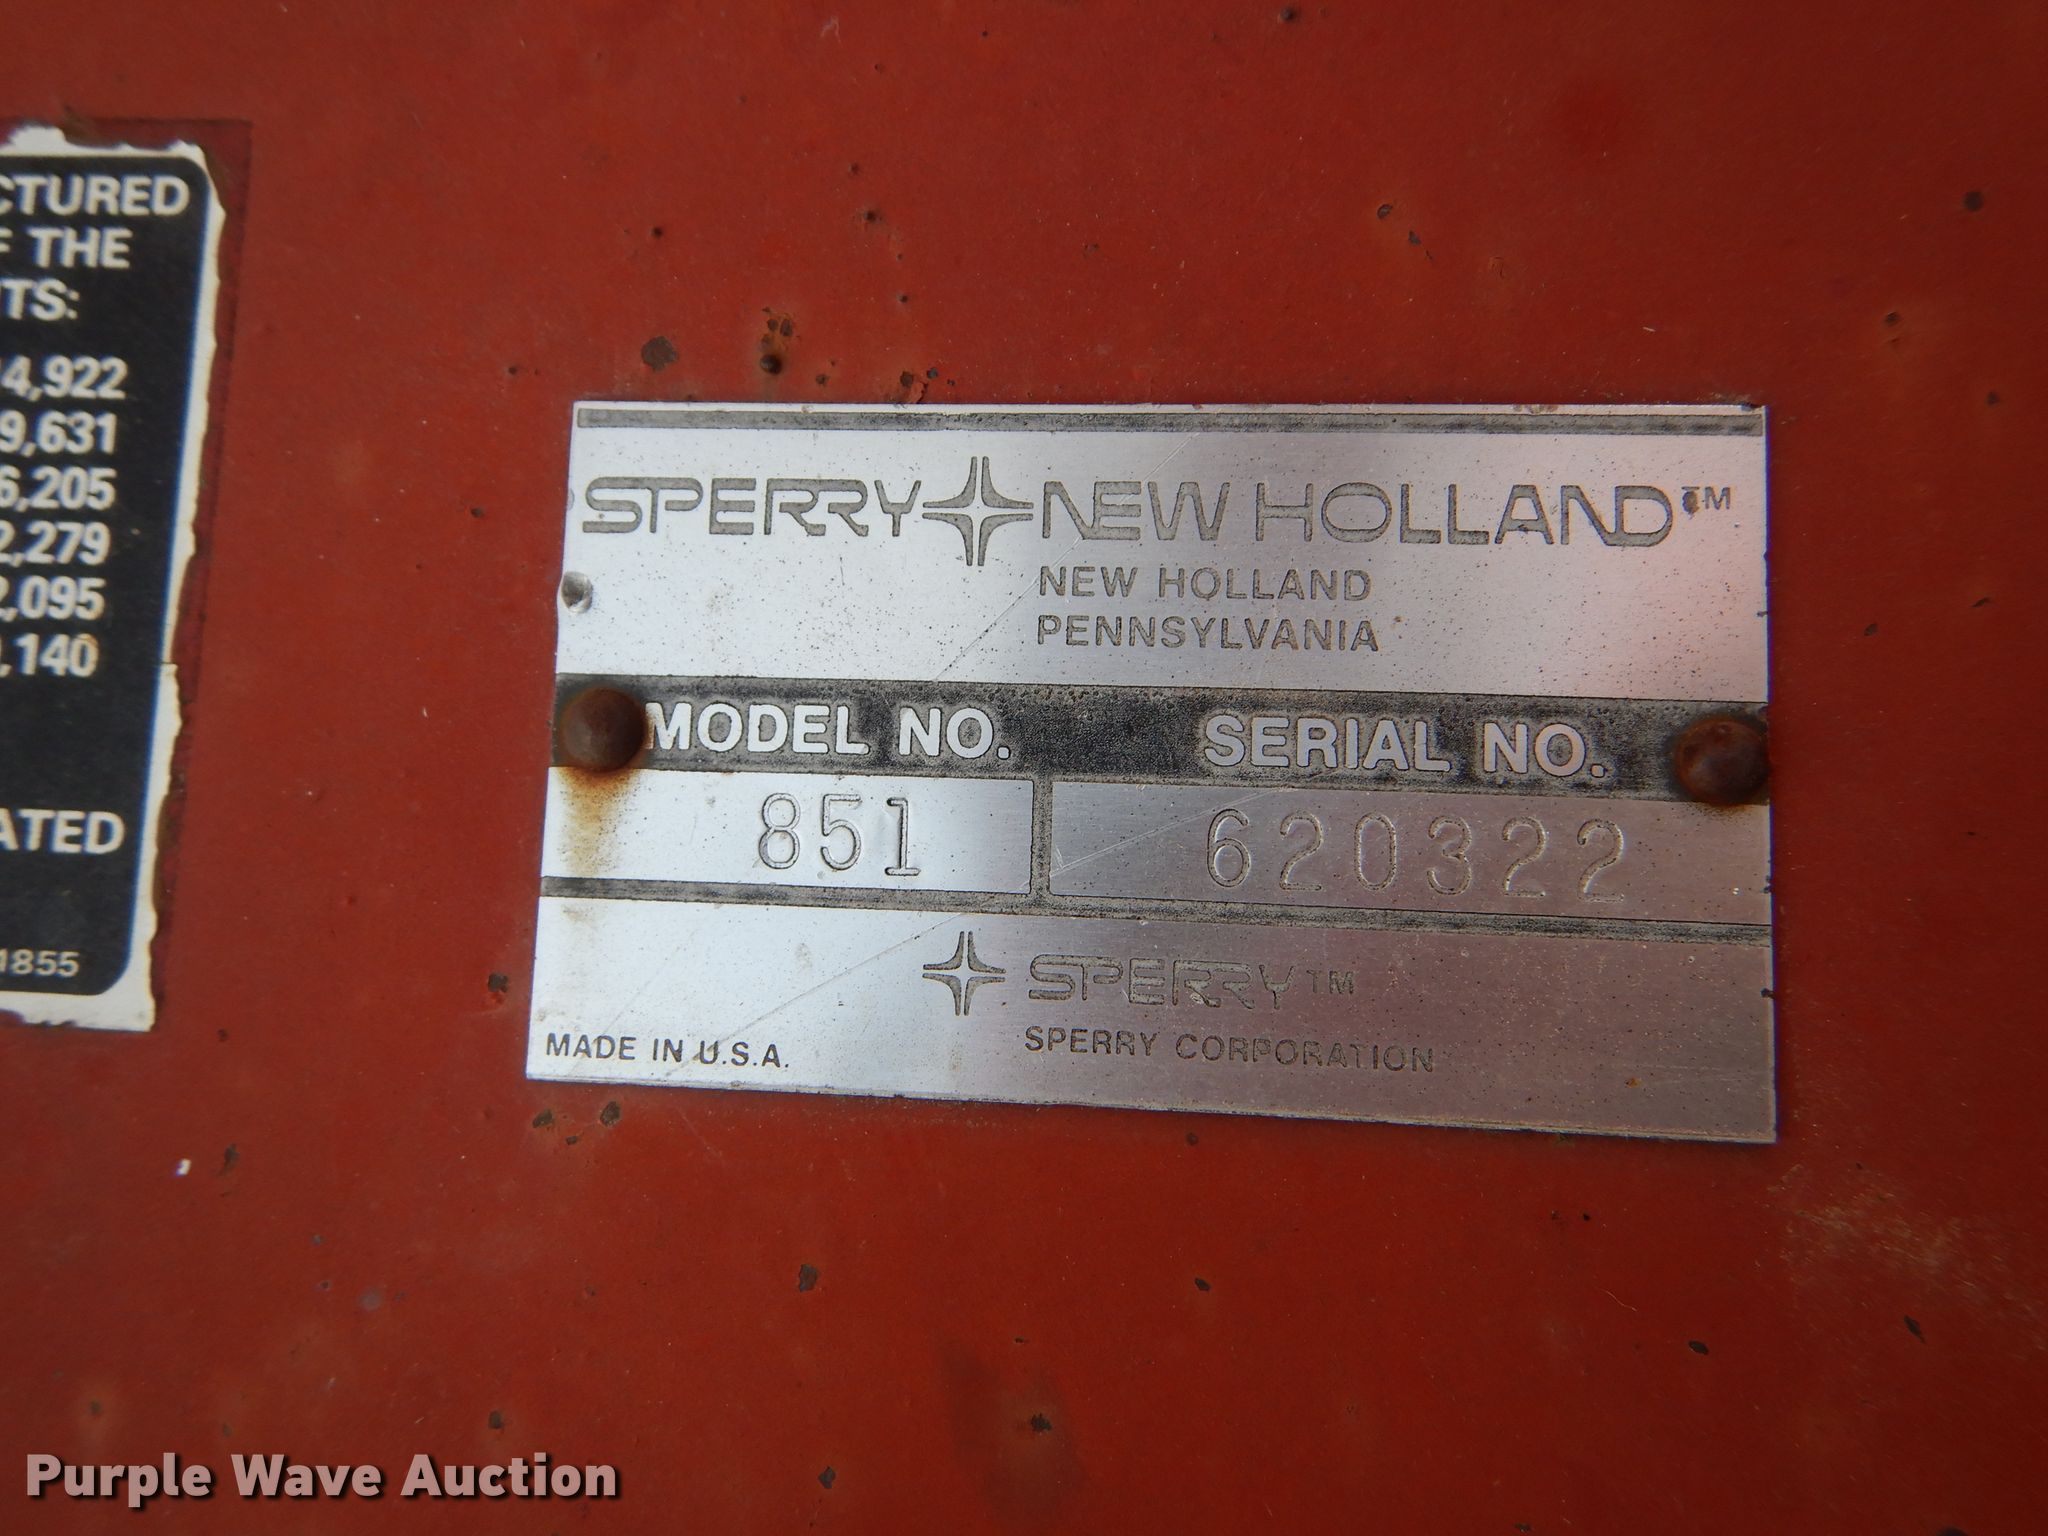 CTURED
F THE
TS:
4,922
9,631
6,205
2,279
2,095
,140
ATED
1855
SPERRY NEW HOLLAND™
NEW HOLLAND
PENNSYLVANIA
MODEL NO. SERIAL NO.
851 620322
SPERRY™
MADE IN U.S.A. SPERRY CORPORATION
Purple Wave Auction